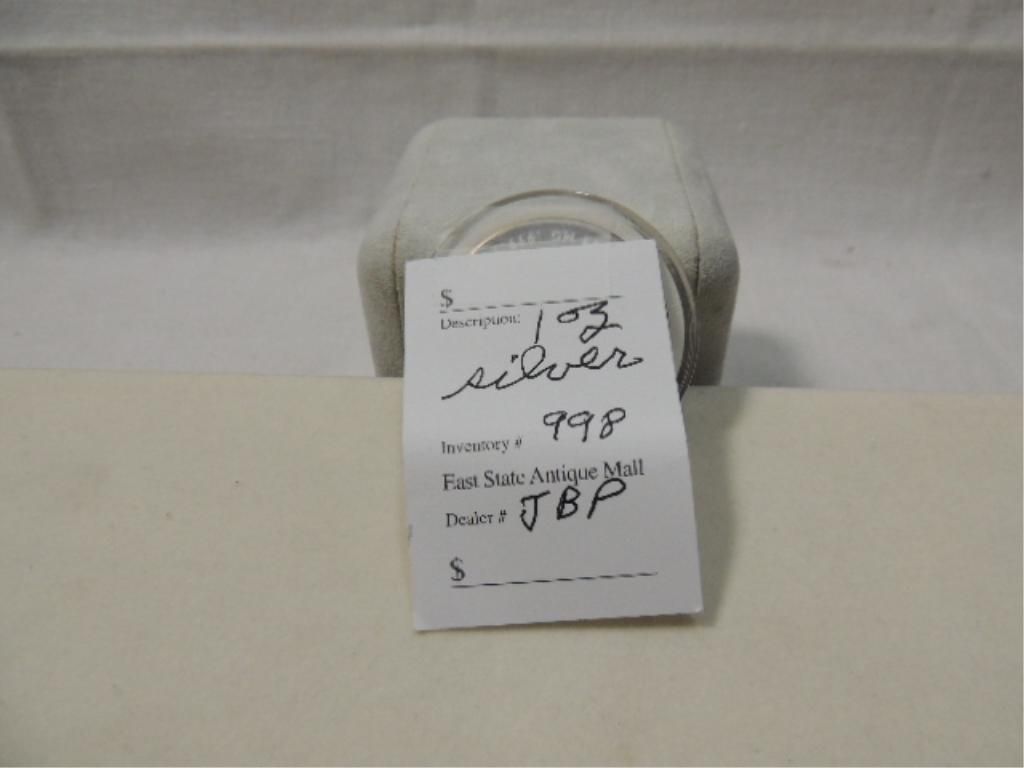 $
Description: 1 oz
silver
Inventory # 998
East State Antique Mall
Dealer # JBP
$